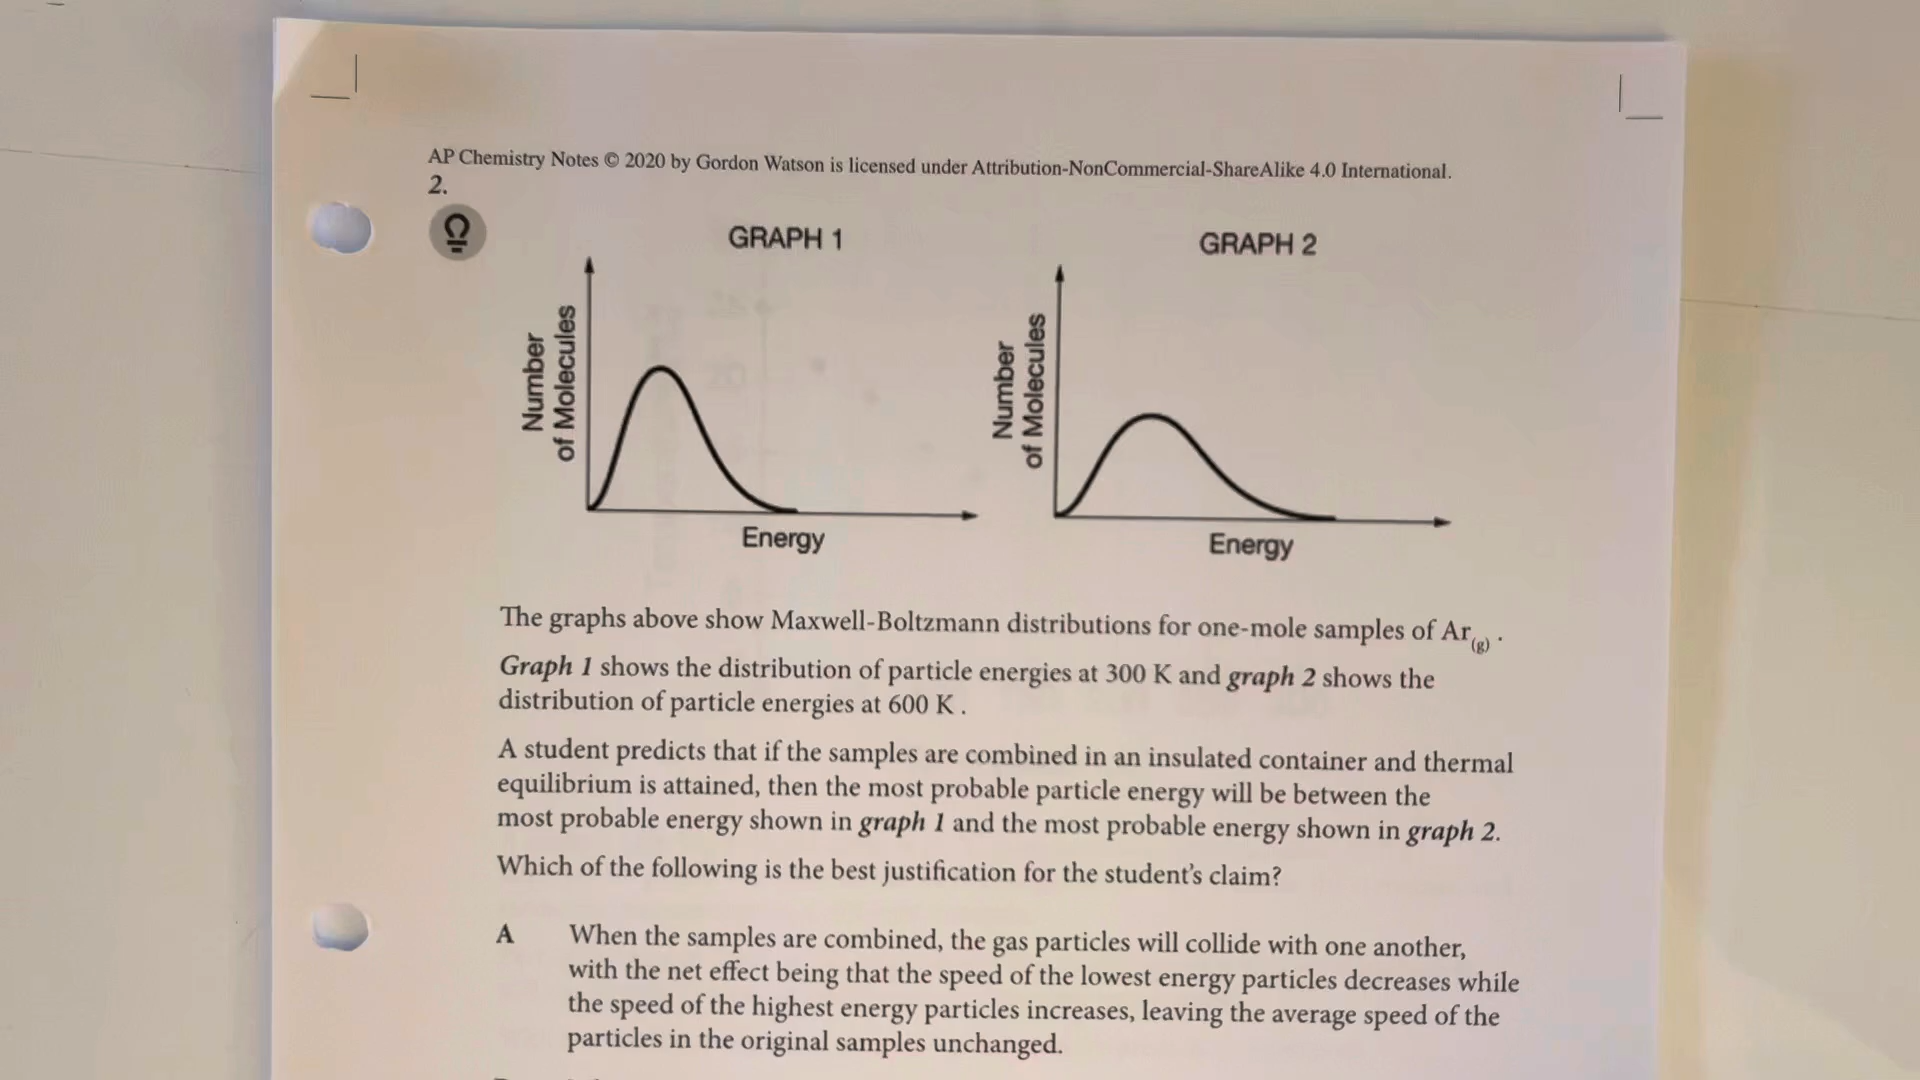 AP Chemistry Notes © 2020 by Gordon Watson is licensed under Attribution-NonCommercial-ShareAlike 4.0 International.
2.
GRAPH 1
Number
of Molecules
Energy
GRAPH 2
Number
of Molecules
Energy
The graphs above show Maxwell-Boltzmann distributions for one-mole samples of Ar(g) .
Graph 1 shows the distribution of particle energies at 300 K and graph 2 shows the
distribution of particle energies at 600 K .
A student predicts that if the samples are combined in an insulated container and thermal
equilibrium is attained, then the most probable particle energy will be between the
most probable energy shown in graph 1 and the most probable energy shown in graph 2.
Which of the following is the best justification for the student's claim?
A When the samples are combined, the gas particles will collide with one another,
with the net effect being that the speed of the lowest energy particles decreases while
the speed of the highest energy particles increases, leaving the average speed of the
particles in the original samples unchanged.